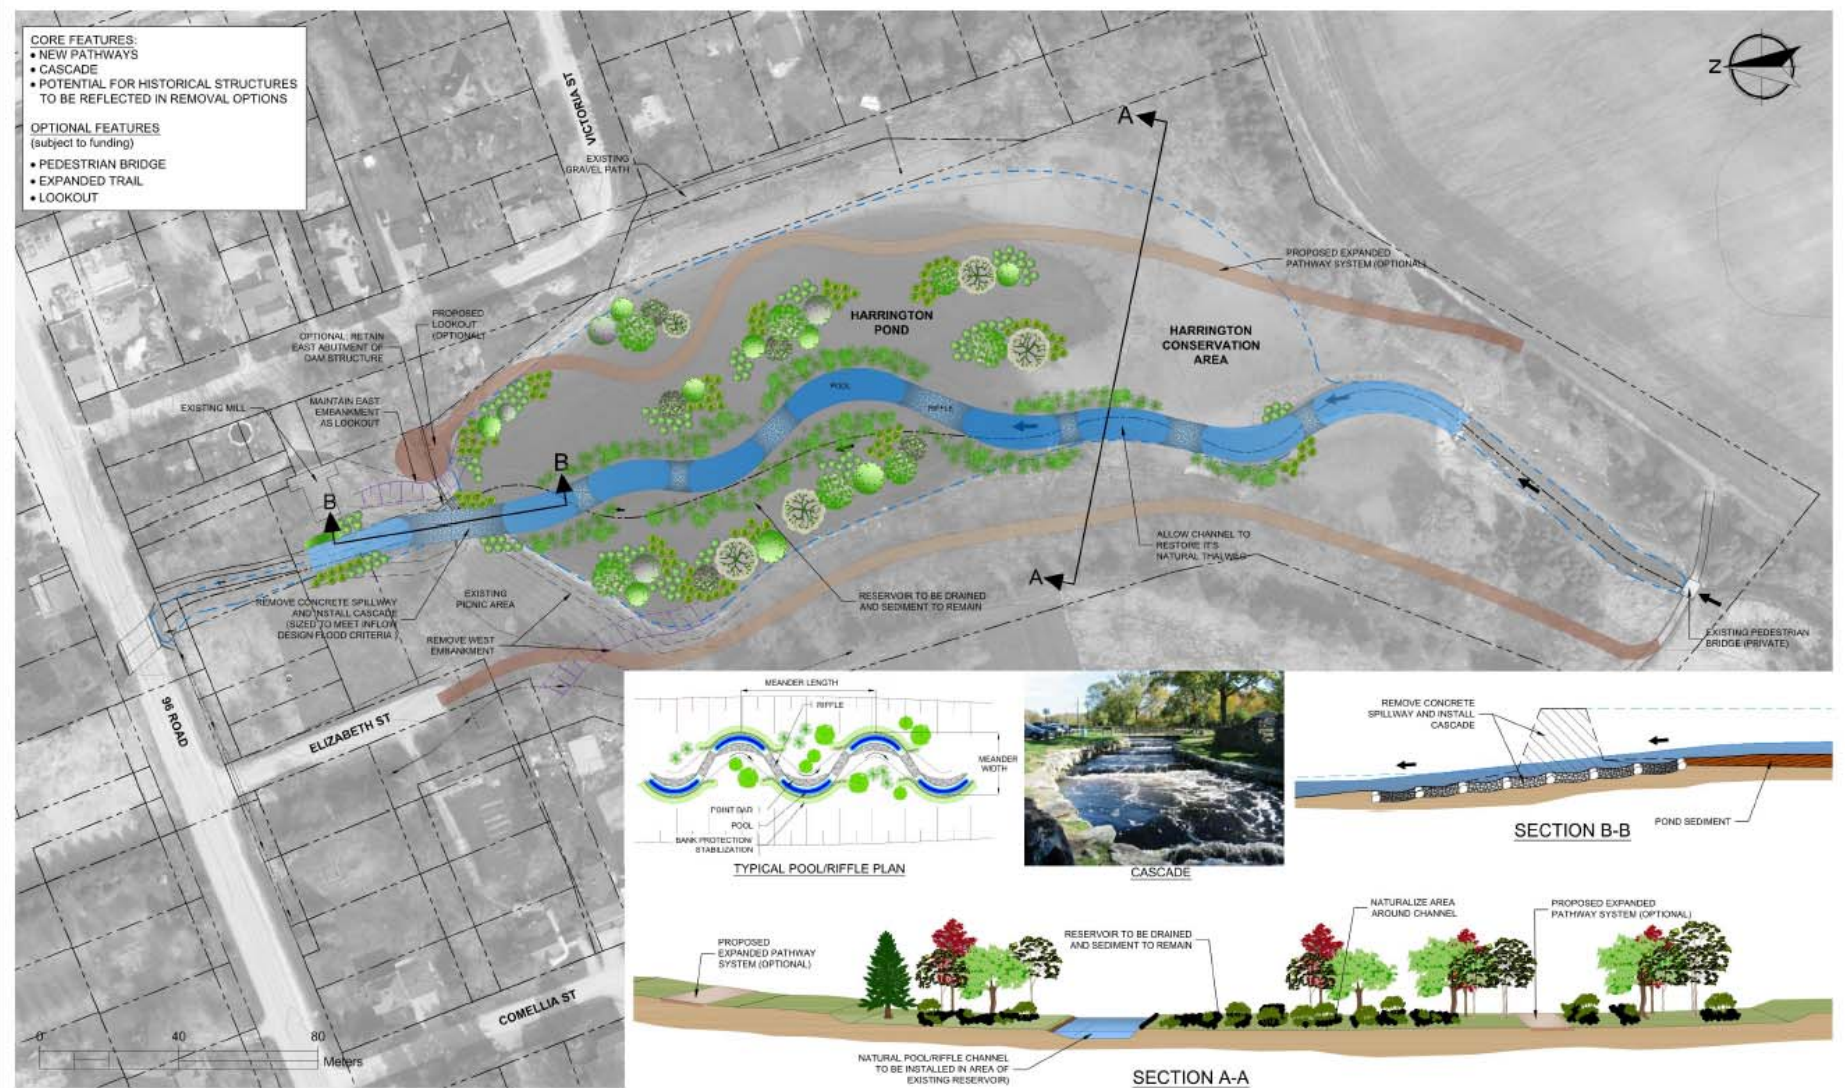 CORE FEATURES:
• NEW PATHWAYS
• CASCADE
• POTENTIAL FOR HISTORICAL STRUCTURES
TO BE REFLECTED IN REMOVAL OPTIONS
OPTIONAL FEATURES
(subject to funding)
• PEDESTRIAN BRIDGE
• EXPANDED TRAIL
• LOOKOUT
VICTORIA ST
EXISTING
GRAVEL PATH
A
Z
PROPOSED EXPANDED
PATHWAY SYSTEM (OPTIONAL)
PROPOSED
LOOKOUT
(OPTIONAL)
OPTIONAL: RETAIN
EAST ABUTMENT OF
DAM STRUCTURE
HARRINGTON
POND
HARRINGTON
CONSERVATION
AREA
EXISTING MILL
MAINTAIN EAST
EMBANKMENT
AS LOOKOUT
POOL
RIFFLE
B
B
ALLOW CHANNEL TO
RESTORE IT'S
NATURAL THALWEG
A
RESERVOIR TO BE DRAINED
AND SEDIMENT TO REMAIN
EXISTING
PICNIC AREA
REMOVE CONCRETE SPILLWAY
AND INSTALL CASCADE
(SIZED TO MEET INFLOW
DESIGN FLOOD CRITERIA)
REMOVE WEST
EMBANKMENT
EXISTING PEDESTRIAN
BRIDGE (PRIVATE)
96 ROAD
ELIZABETH ST
COMELLIA ST
0 40 80
Meters
MEANDER LENGTH
RIFFLE
MEANDER
WIDTH
POINT BAR
POOL
BANK PROTECTION/
STABILIZATION
TYPICAL POOL/RIFFLE PLAN
CASCADE
REMOVE CONCRETE
SPILLWAY AND INSTALL
CASCADE
POND SEDIMENT
SECTION B-B
PROPOSED
EXPANDED PATHWAY
SYSTEM (OPTIONAL)
RESERVOIR TO BE DRAINED
AND SEDIMENT TO REMAIN
NATURALIZE AREA
AROUND CHANNEL
PROPOSED EXPANDED
PATHWAY SYSTEM (OPTIONAL)
NATURAL POOL/RIFFLE CHANNEL
TO BE INSTALLED IN AREA OF
EXISTING RESERVOIR)
SECTION A-A